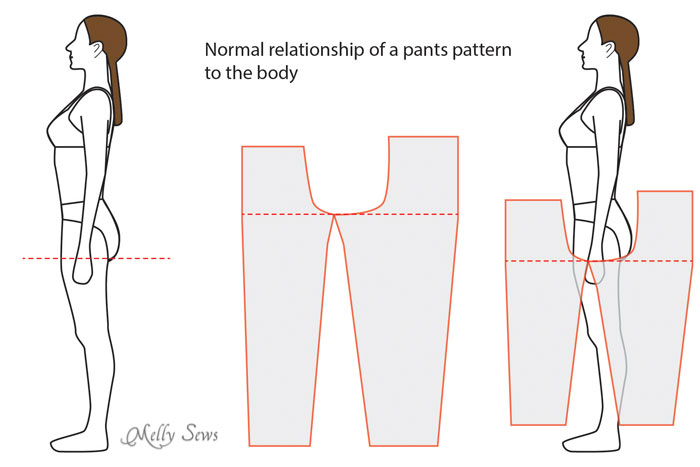 Normal relationship of a pants pattern
to the body
Melly Sews